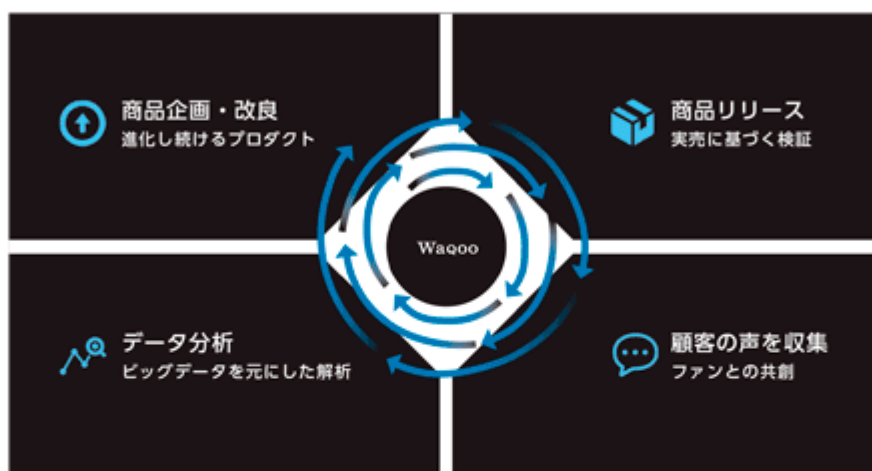 商品企画・改良
進化し続けるプロダクト
商品リリース
実売に基づく検証
Waqoo
データ分析
ビッグデータを元にした解析
顧客の声を収集
ファンとの共創